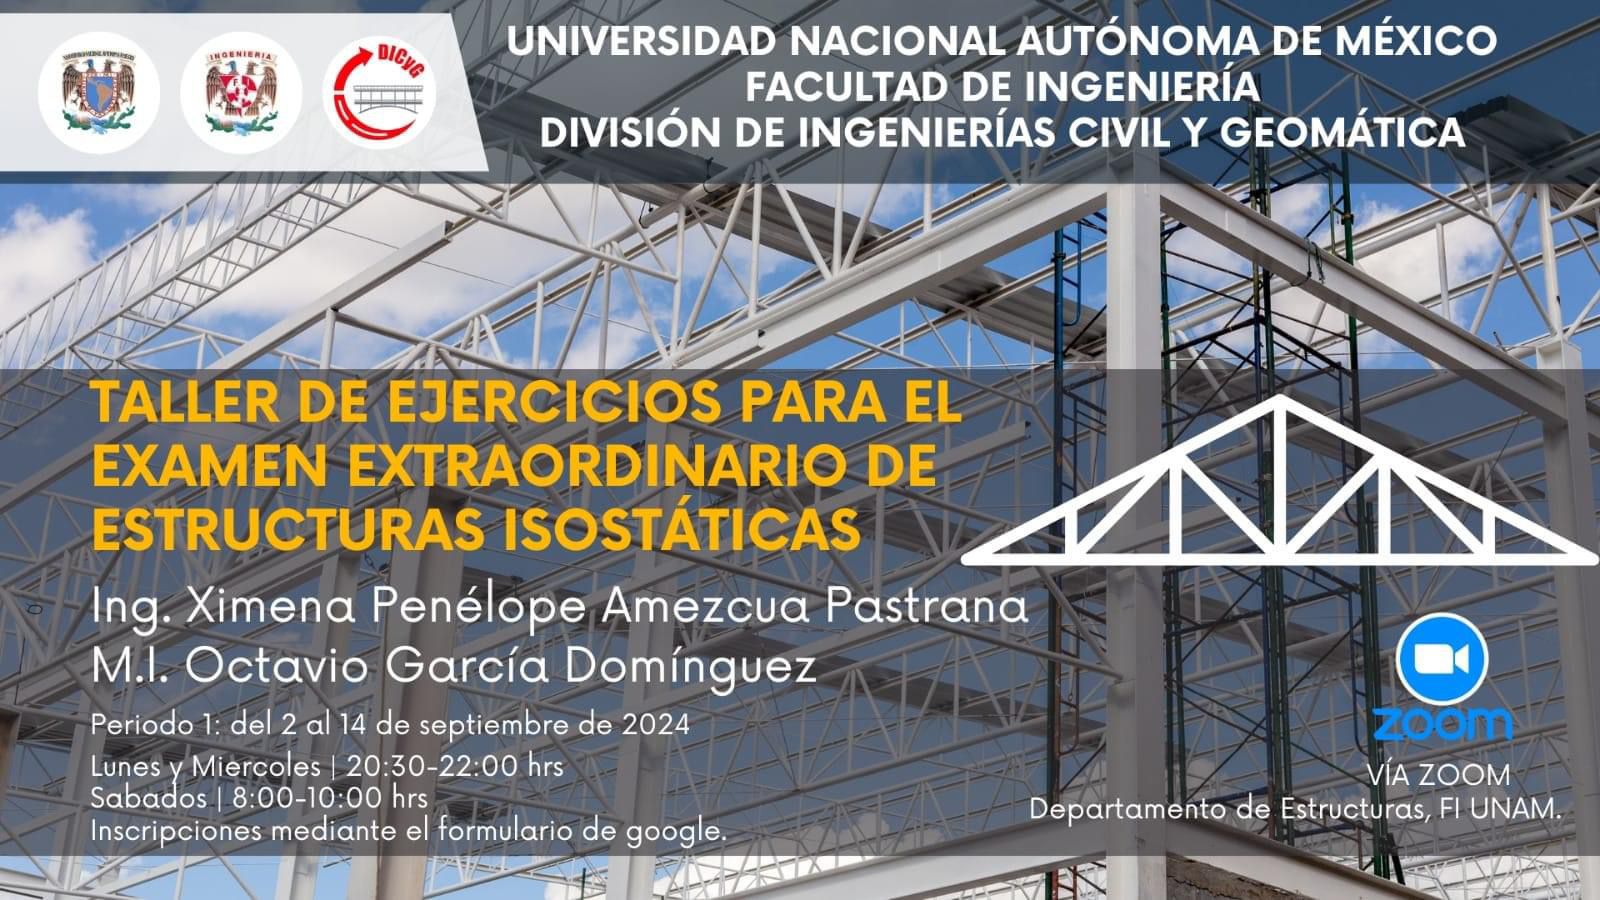 INGENIERIA
DICyG
UNIVERSIDAD NACIONAL AUTÓNOMA DE MÉXICO
FACULTAD DE INGENIERÍA
DIVISIÓN DE INGENIERÍAS CIVIL Y GEOMÁTICA
TALLER DE EJERCICIOS PARA EL
EXAMEN EXTRAORDINARIO DE
ESTRUCTURAS ISOSTÁTICAS
Ing. Ximena Penélope Amezcua Pastrana
M.I. Octavio García Domínguez
Periodo 1: del 2 al 14 de septiembre de 2024
Lunes y Miercoles | 20:30-22:00 hrs
Sabados | 8:00-10:00 hrs
Inscripciones mediante el formulario de google.
zoom
VÍA ZOOM
Departamento de Estructuras, FI UNAM.